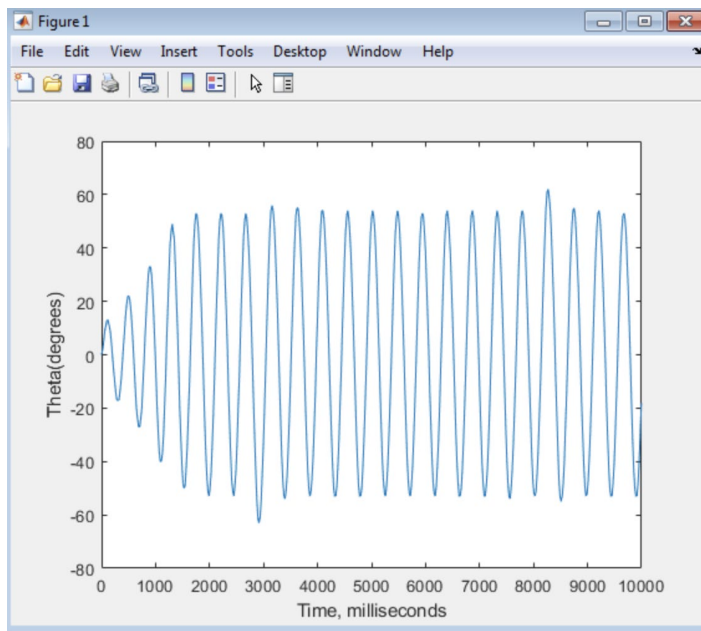 Figure 1
File Edit View Insert Tools Desktop Window Help
80
60
40
20
0
-20
-40
-60
-80
Theta(degrees)
0 1000 2000 3000 4000 5000 6000 7000 8000 9000 10000
Time, milliseconds